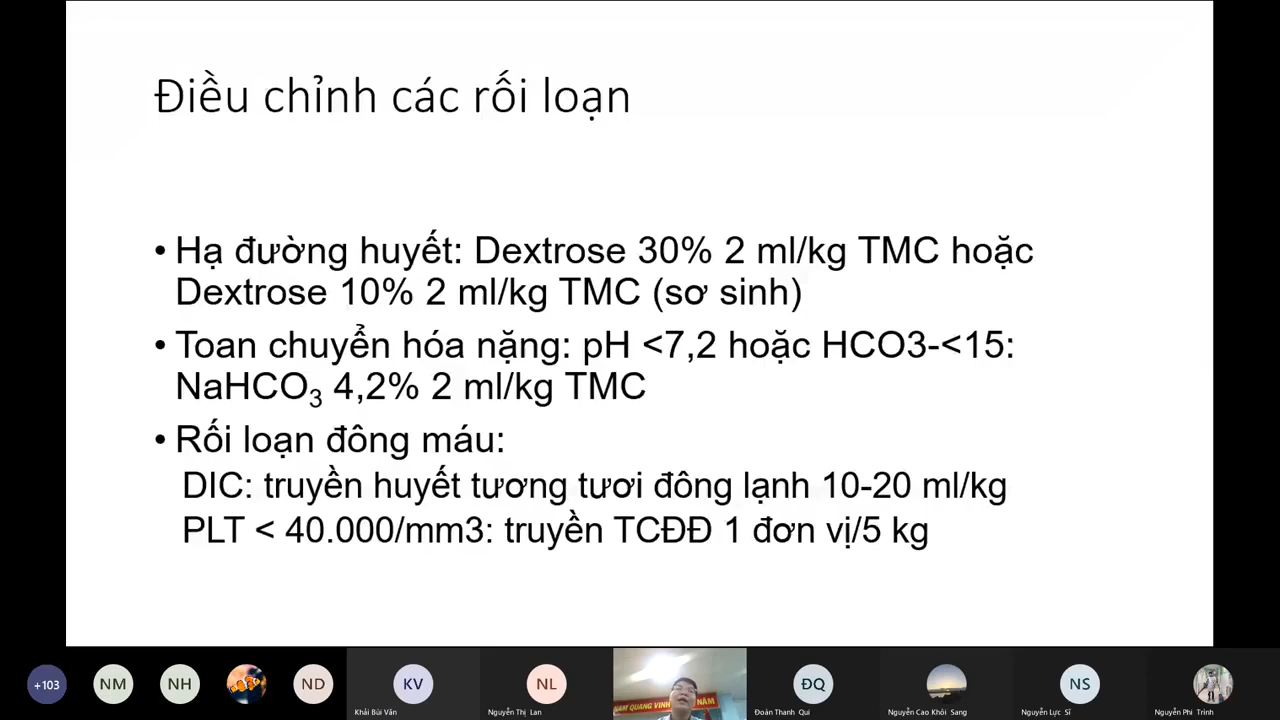 Điều chỉnh các rối loạn
• Hạ đường huyết: Dextrose 30% 2 ml/kg TMC hoặc
Dextrose 10% 2 ml/kg TMC (sơ sinh)
• Toan chuyển hóa nặng: pH <7,2 hoặc HCO3-<15:
NaHCO₃ 4,2% 2 ml/kg TMC
• Rối loạn đông máu:
DIC: truyền huyết tương tươi đông lạnh 10-20 ml/kg
PLT < 40.000/mm3: truyền TCĐĐ 1 đơn vị/5 kg
+103
NM
NH
ND
KV
Khải Bùi Văn
NL
Nguyễn Thị Lan
NAM QUANG VINH
NĂM
ĐQ
Đoàn Thanh Qui
Nguyễn Cao Khôi Sang
NS
Nguyễn Lực Sĩ
Nguyễn Phi Trình